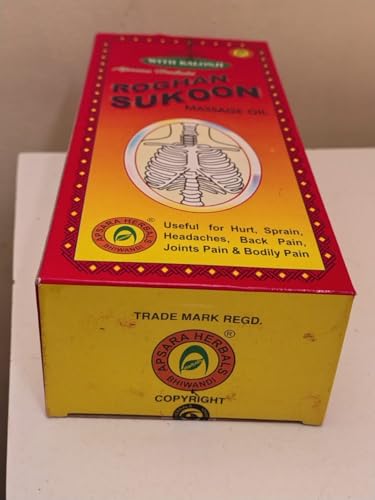 WITH KALONJI
ROGHAN
SUKOON
MASSAGE OIL
APSARA HERBALS
BHIWANDI
®
Useful for Hurt, Sprain,
Headaches, Back Pain,
Joints Pain & Bodily Pain
TRADE MARK REGD.
APSARA HERBALS
BHIWANDI
®
COPYRIGHT